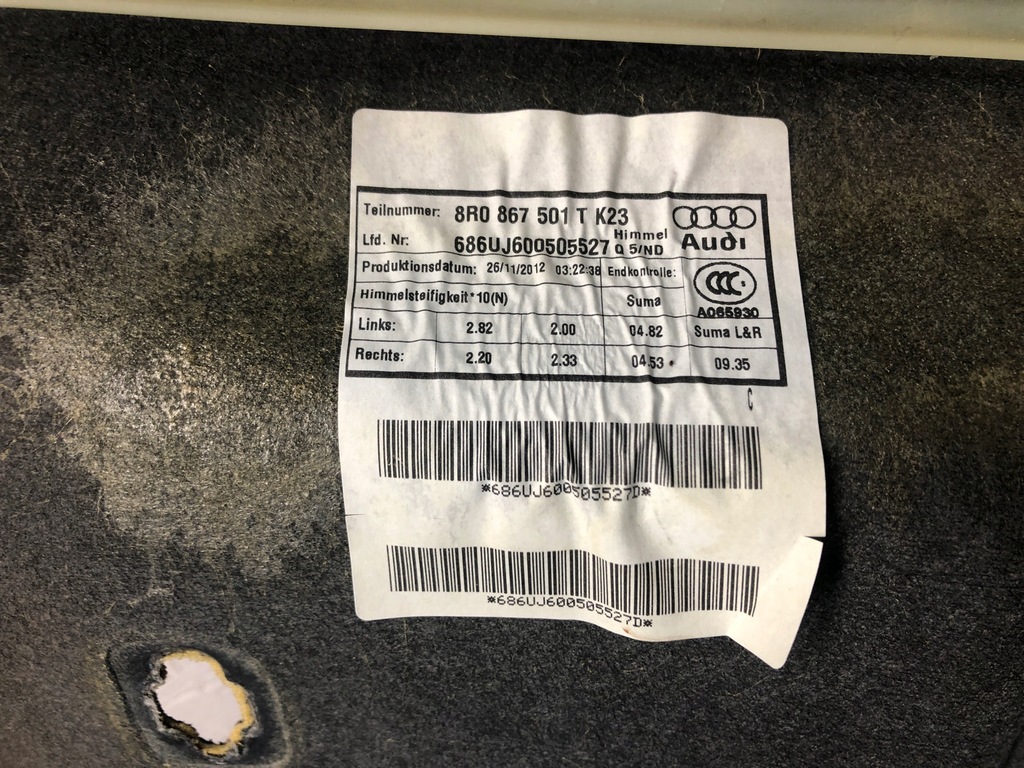 Teilnummer: 8R0 867 501 T K23
Lfd. Nr: 686UJ600505527 Himmel Q 5/ND Audi
Produktionsdatum: 26/11/2012 03:22:38 Endkontrolle: CCC
Himmelsteifigkeit*10(N) Suma A065930
Links: 2.82 2.00 04.82 Suma L&R
Rechts: 2.20 2.33 04.53 09.35
C
*686UJ600505527D*
*686UJ600505527D*